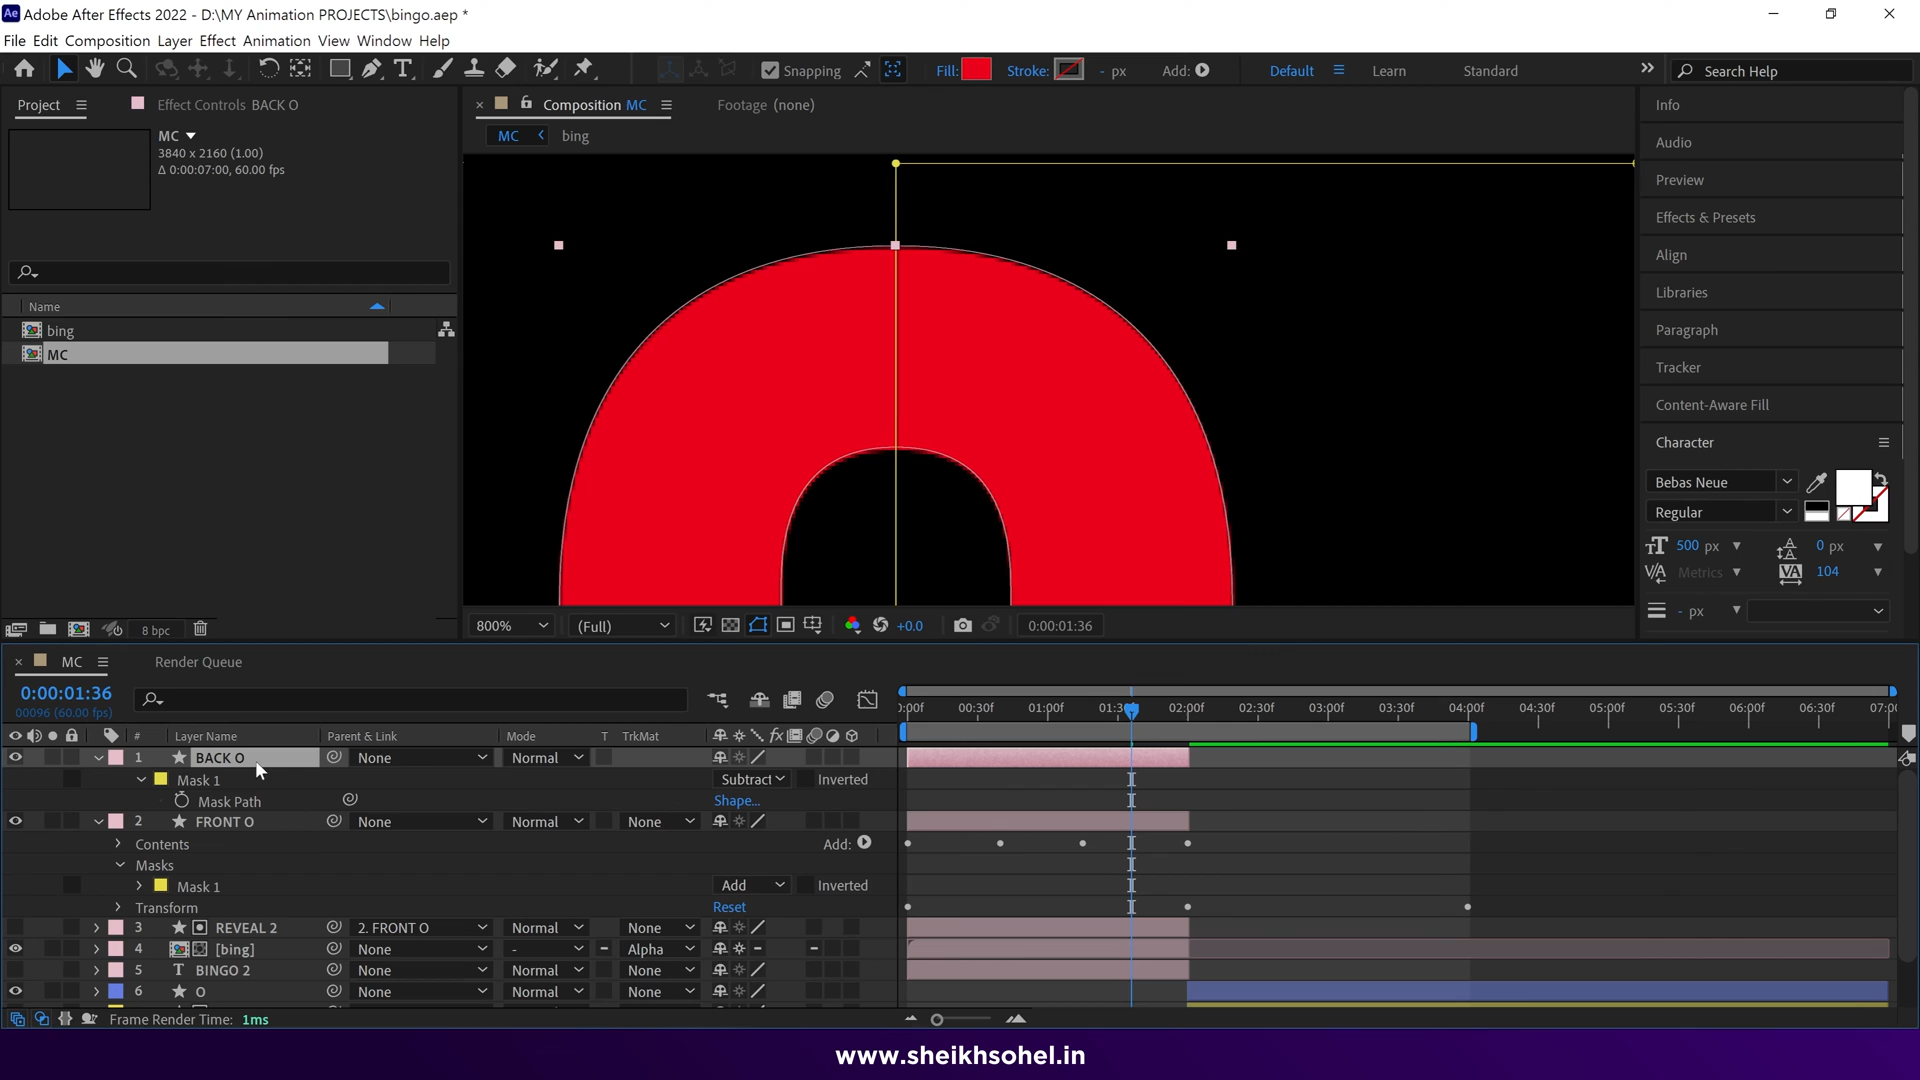 Adobe After Effects 2022 - D:\MY Animation PROJECTS\bingo.aep *
File Edit Composition Layer Effect Animation View Window Help
Snapping Fill: Stroke: - px Add: Default Learn Standard Search Help
Project Effect Controls BACK O Composition MC Footage (none) Info
MC
3840 x 2160 (1.00)
Δ 0:00:07:00, 60.00 fps
MC bing
Audio
Preview
Effects & Presets
Align
Libraries
Paragraph
Tracker
Content-Aware Fill
Character
Name
bing
MC
Bebas Neue
Regular
500 px 0 px
Metrics 104
- px
8 bpc
800% (Full) +0.0 0:00:01:36
MC Render Queue
0:00:01:36
00096 (60.00 fps)
:00f 00:30f 01:00f 01:30f 02:00f 02:30f 03:00f 03:30f 04:00f 04:30f 05:00f 05:30f 06:00f 06:30f 07:00
# Layer Name Parent & Link Mode T TrkMat
1 BACK O None Normal
Mask 1 Subtract Inverted
Mask Path Shape...
2 FRONT O None Normal None
Contents Add:
Masks
Mask 1 Add Inverted
Transform Reset
3 REVEAL 2 2. FRONT O Normal None
4 [bing] None - Alpha
5 BINGO 2 None Normal None
6 O None Normal None
Frame Render Time: 1ms
www.sheikhsohel.in